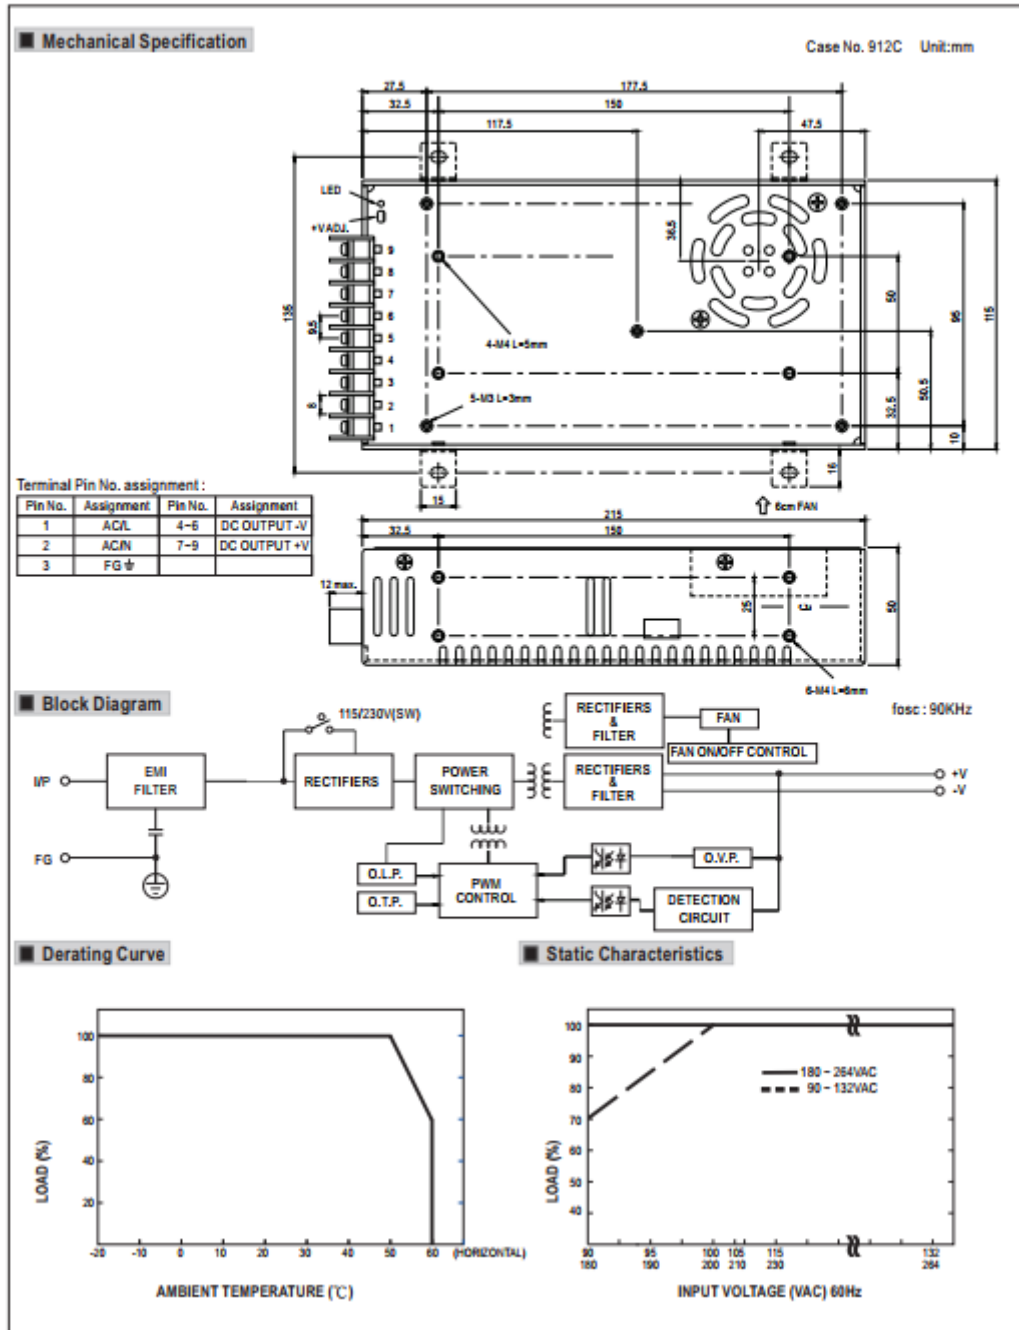 Mechanical Specification
Case No. 912C Unit:mm
27.5 177.5
32.5 150
117.5 47.5
LED
+VADJ.
36.5
9
8
7
6
5
4
3
2
1
135
9.5
8
4-M4 L=5mm
5-M3 L=3mm
50
95
115
32.5
50.5
10
16
15
6cm FAN
Terminal Pin No. assignment :
Pin No. Assignment Pin No. Assignment
1 AC/L 4~6 DC OUTPUT -V
2 AC/N 7~9 DC OUTPUT +V
3 FG ⏚
215
32.5 150
12 max.
25
50
6-M4 L=6mm
Block Diagram
fosc : 90KHz
115/230V(SW)
RECTIFIERS
&
FILTER
FAN
FAN ON/OFF CONTROL
I/P
EMI
FILTER
RECTIFIERS
POWER
SWITCHING
RECTIFIERS
&
FILTER
+V
-V
FG
O.L.P.
O.T.P.
PWM
CONTROL
O.V.P.
DETECTION
CIRCUIT
Derating Curve
100
80
60
40
20
LOAD (%)
-20 -10 0 10 20 30 40 50 60 (HORIZONTAL)
AMBIENT TEMPERATURE (℃)
Static Characteristics
100
90
80
70
60
50
40
LOAD (%)
180~264VAC
90~132VAC
90 95 100 105 115 132
180 190 200 210 230 264
INPUT VOLTAGE (VAC) 60Hz